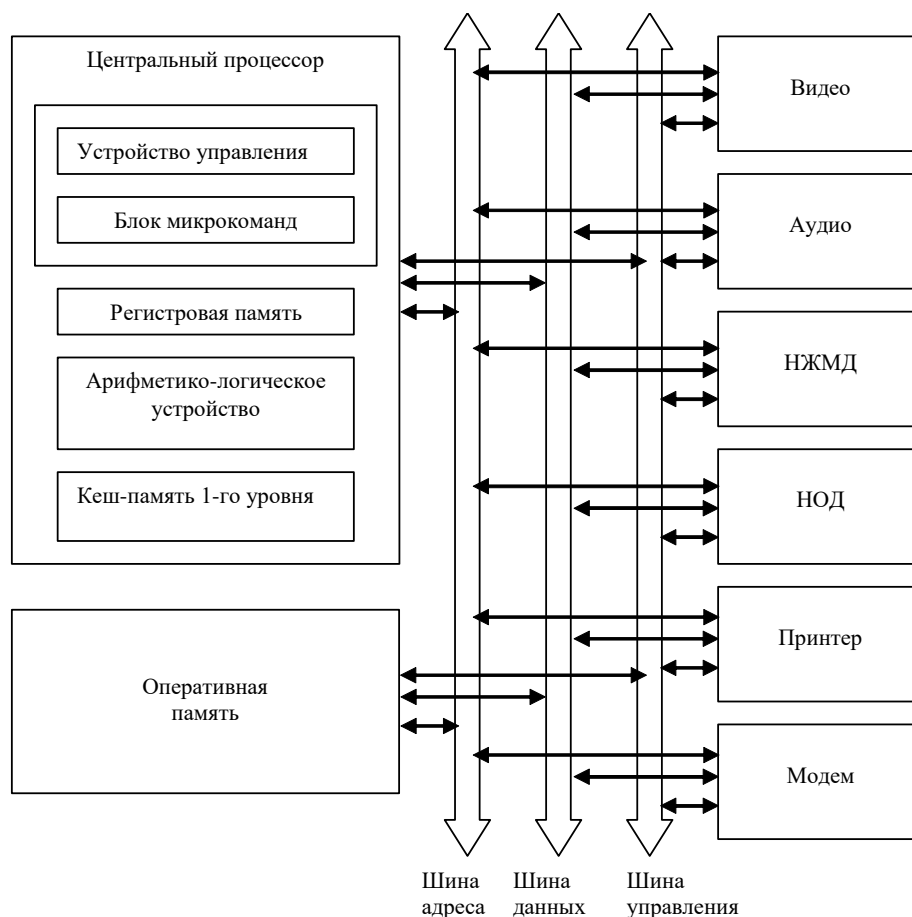 Центральный процессор
Устройство управления
Блок микрокоманд
Регистровая память
Арифметико-логическое
устройство
Кеш-память 1-го уровня
Оперативная
память
Видео
Аудио
НЖМД
НОД
Принтер
Модем
Шина
адреса
Шина
данных
Шина
управления